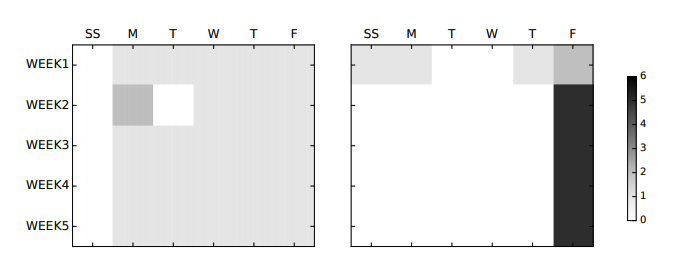 SS M T W T F
SS M T W T F
WEEK1
WEEK2
WEEK3
WEEK4
WEEK5
6
5
4
3
2
1
0